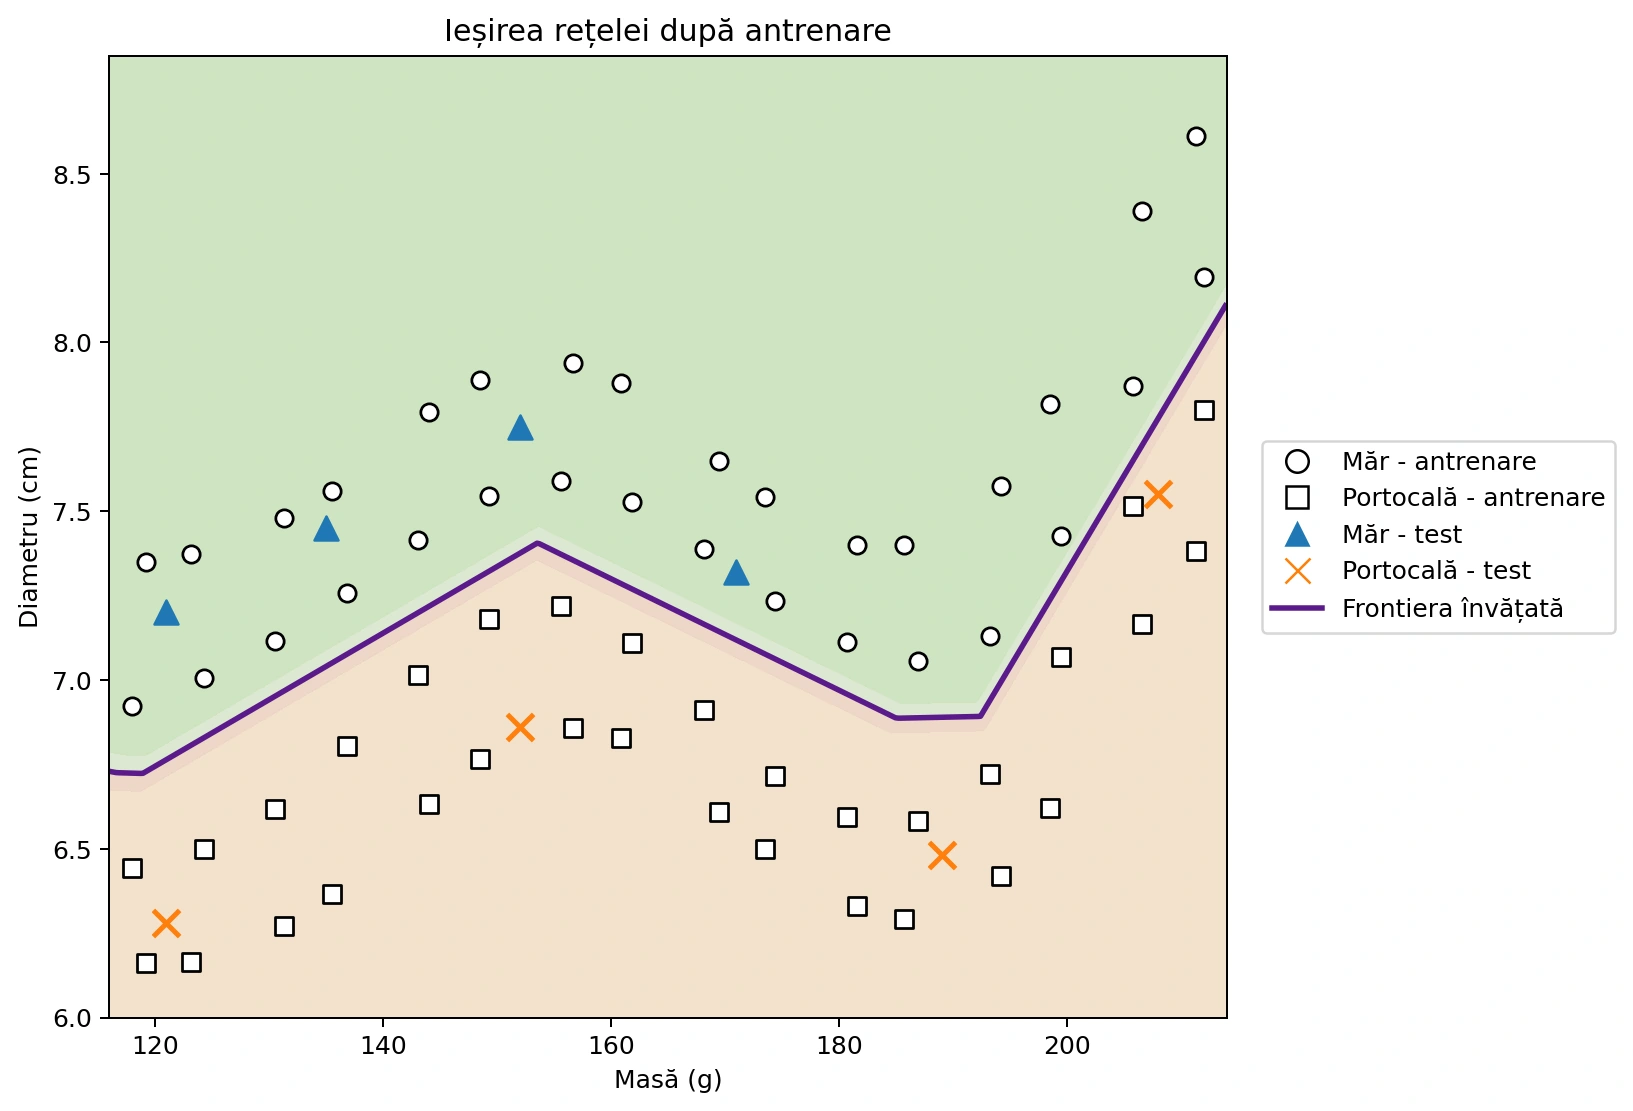 Ieșirea rețelei după antrenare
Diametru (cm)
8.5
8.0
7.5
7.0
6.5
6.0
120 140 160 180 200
Masă (g)
Măr - antrenare
Portocală - antrenare
Măr - test
Portocală - test
Frontiera învățată